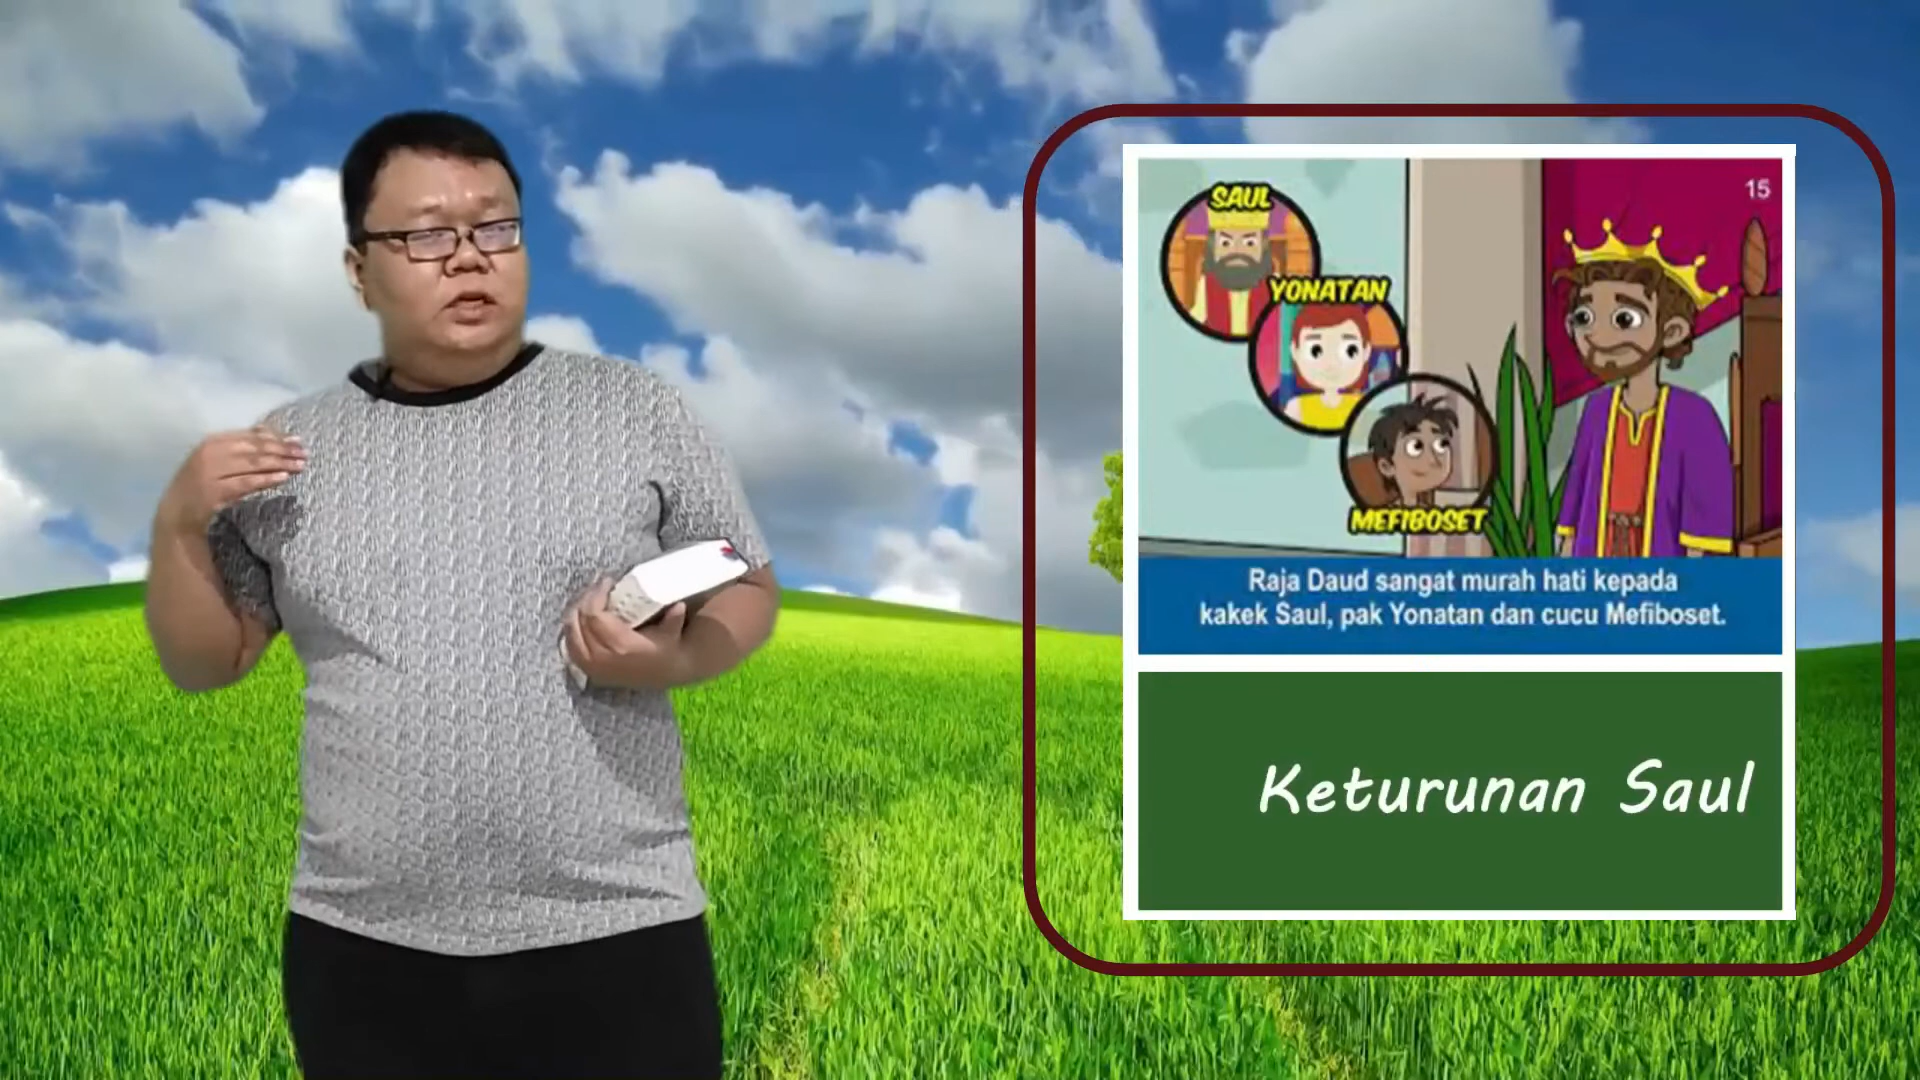 15
SAUL
YONATAN
MEFIBOSET
Raja Daud sangat murah hati kepada
kakek Saul, pak Yonatan dan cucu Mefiboset.
Keturunan Saul